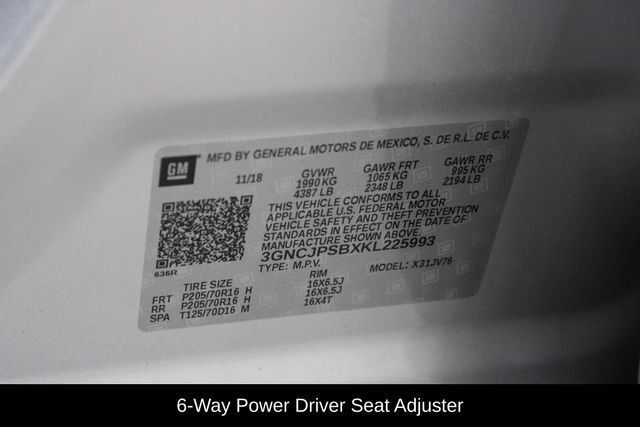 GM
MFD BY GENERAL MOTORS DE MEXICO, S. DE R.L. DE C.V.
11/18 GVWR GAWR FRT GAWR RR
1990 KG 1065 KG 995 KG
4387 LB 2348 LB 2194 LB
THIS VEHICLE CONFORMS TO ALL
APPLICABLE U.S. FEDERAL MOTOR
VEHICLE SAFETY AND THEFT PREVENTION
STANDARDS IN EFFECT ON THE DATE OF
MANUFACTURE SHOWN ABOVE.
3GNCJPSBXKL225993
636R
TYPE: M.P.V. MODEL: X31JV76
TIRE SIZE RIM
FRT P205/70R16 H 16X6.5J
RR P205/70R16 H 16X6.5J
SPA T125/70D16 M 16X4T
6-Way Power Driver Seat Adjuster